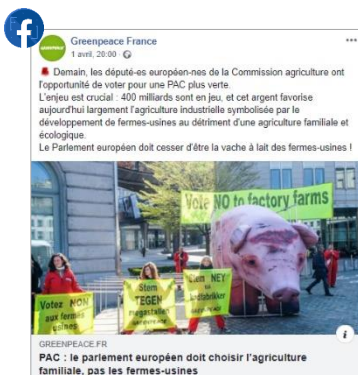 Greenpeace France
1 avril, 20:00
Demain, les député-es européen-nes de la Commission agriculture ont
l'opportunité de voter pour une PAC plus verte.
L'enjeu est crucial : 400 milliards sont en jeu, et cet argent favorise
aujourd'hui largement l'agriculture industrielle symbolisée par le
développement de fermes-usines au détriment d'une agriculture familiale et
écologique.
Le Parlement européen doit cesser d'être la vache à lait des fermes-usines !
Vote NO to factory farms
Votez NON
aux fermes
usines
Stem
TEGEN
megastallen
GREENPEACE
Stem NEJ
GREENPEACE.FR
PAC : le parlement européen doit choisir l'agriculture
familiale, pas les fermes-usines